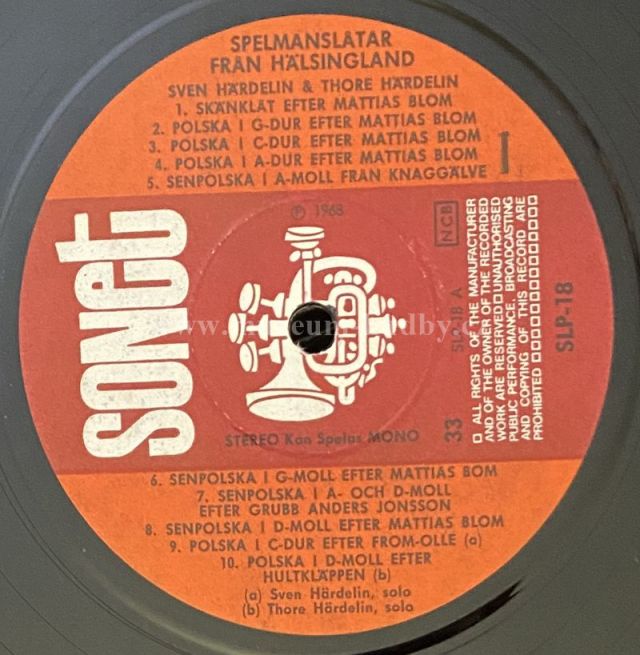 SPELMANSLÅTAR
FRÅN HÄLSINGLAND
SVEN HÄRDELIN & THORE HÄRDELIN
1. SKÄNKLÅT EFTER MATTIAS BLOM
2. POLSKA I G-DUR EFTER MATTIAS BLOM
3. POLSKA I C-DUR EFTER MATTIAS BLOM
4. POLSKA I A-DUR EFTER MATTIAS BLOM
5. SENPOLSKA I A-MOLL FRÅN KNAGGÄLVE
I
SONET
Ⓟ 1968
NCB
SLP-18 A
33
STEREO Kan Spelas MONO
□ ALL RIGHTS OF THE MANUFACTURER
AND OF THE OWNER OF THE RECORDED
WORK ARE RESERVED□UNAUTHORISED
PUBLIC PERFORMANCE, BROADCASTING
AND COPYING OF THIS RECORD ARE
PROHIBITED
SLP-18
6. SENPOLSKA I G-MOLL EFTER MATTIAS BOM
7. SENPOLSKA I A- OCH D-MOLL
EFTER GRUBB ANDERS JONSSON
8. SENPOLSKA I D-MOLL EFTER MATTIAS BLOM
9. POLSKA I C-DUR EFTER FROM-OLLE (a)
10. POLSKA I D-MOLL EFTER
HULTKLÄPPEN (b)
(a) Sven Härdelin, solo
(b) Thore Härdelin, solo